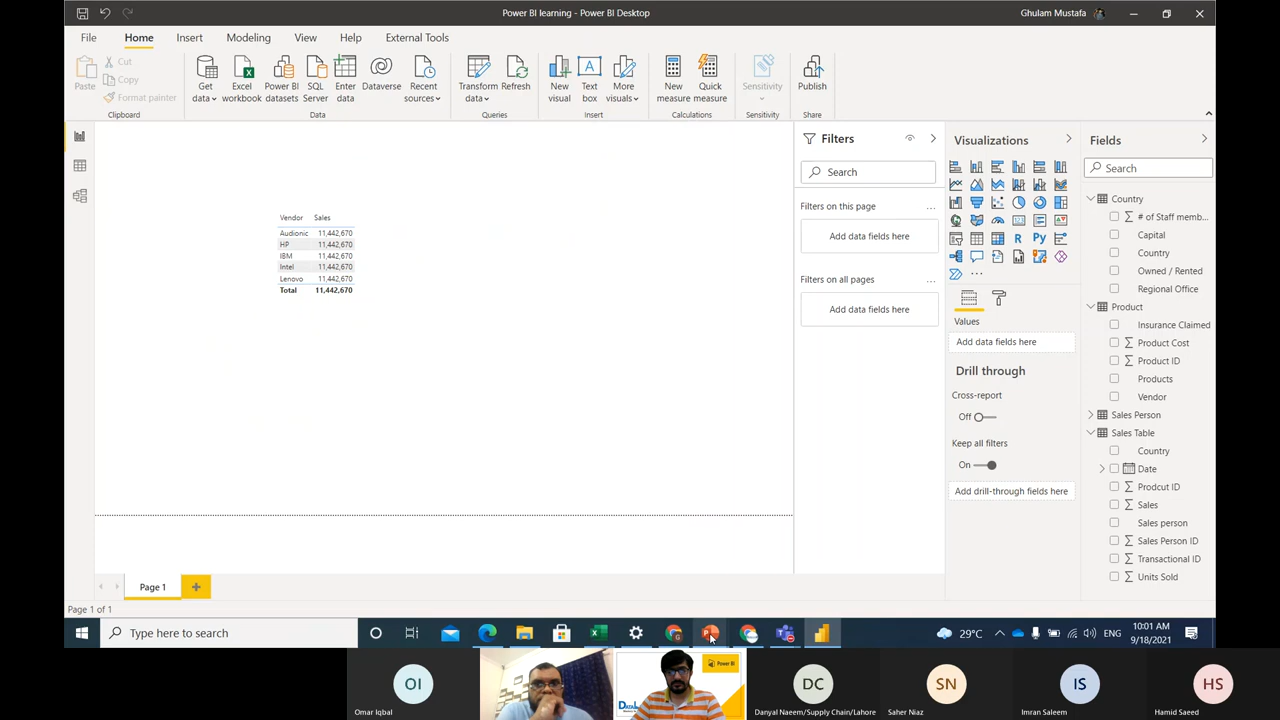 Power BI learning - Power BI Desktop
Ghulam Mustafa
File Home Insert Modeling View Help External Tools
Paste
Cut
Copy
Format painter
Clipboard
Get data
Excel workbook
Power BI datasets
SQL Server
Enter data
Dataverse
Recent sources
Data
Transform data
Refresh
Queries
New visual
Text box
More visuals
Insert
New measure
Quick measure
Calculations
Sensitivity
Sensitivity
Publish
Share
Vendor Sales
Audionic 11,442,670
HP 11,442,670
IBM 11,442,670
Intel 11,442,670
Lenovo 11,442,670
Total 11,442,670
Filters
Search
Filters on this page ...
Add data fields here
Filters on all pages ...
Add data fields here
Visualizations
R Py
Values
Add data fields here
Drill through
Cross-report
Off
Keep all filters
On
Add drill-through fields here
Fields
Search
Country
# of Staff memb...
Capital
Country
Owned / Rented
Regional Office
Product
Insurance Claimed
Product Cost
Product ID
Products
Vendor
Sales Person
Sales Table
Country
Date
Prodcut ID
Sales
Sales person
Sales Person ID
Transactional ID
Units Sold
Page 1
Page 1 of 1
Type here to search
29°C
ENG
10:01 AM
9/18/2021
OI
Omar Iqbal
Power BI
DC
Danyal Naeem/Supply Chain/Lahore
SN
Saher Niaz
IS
Imran Saleem
HS
Hamid Saeed